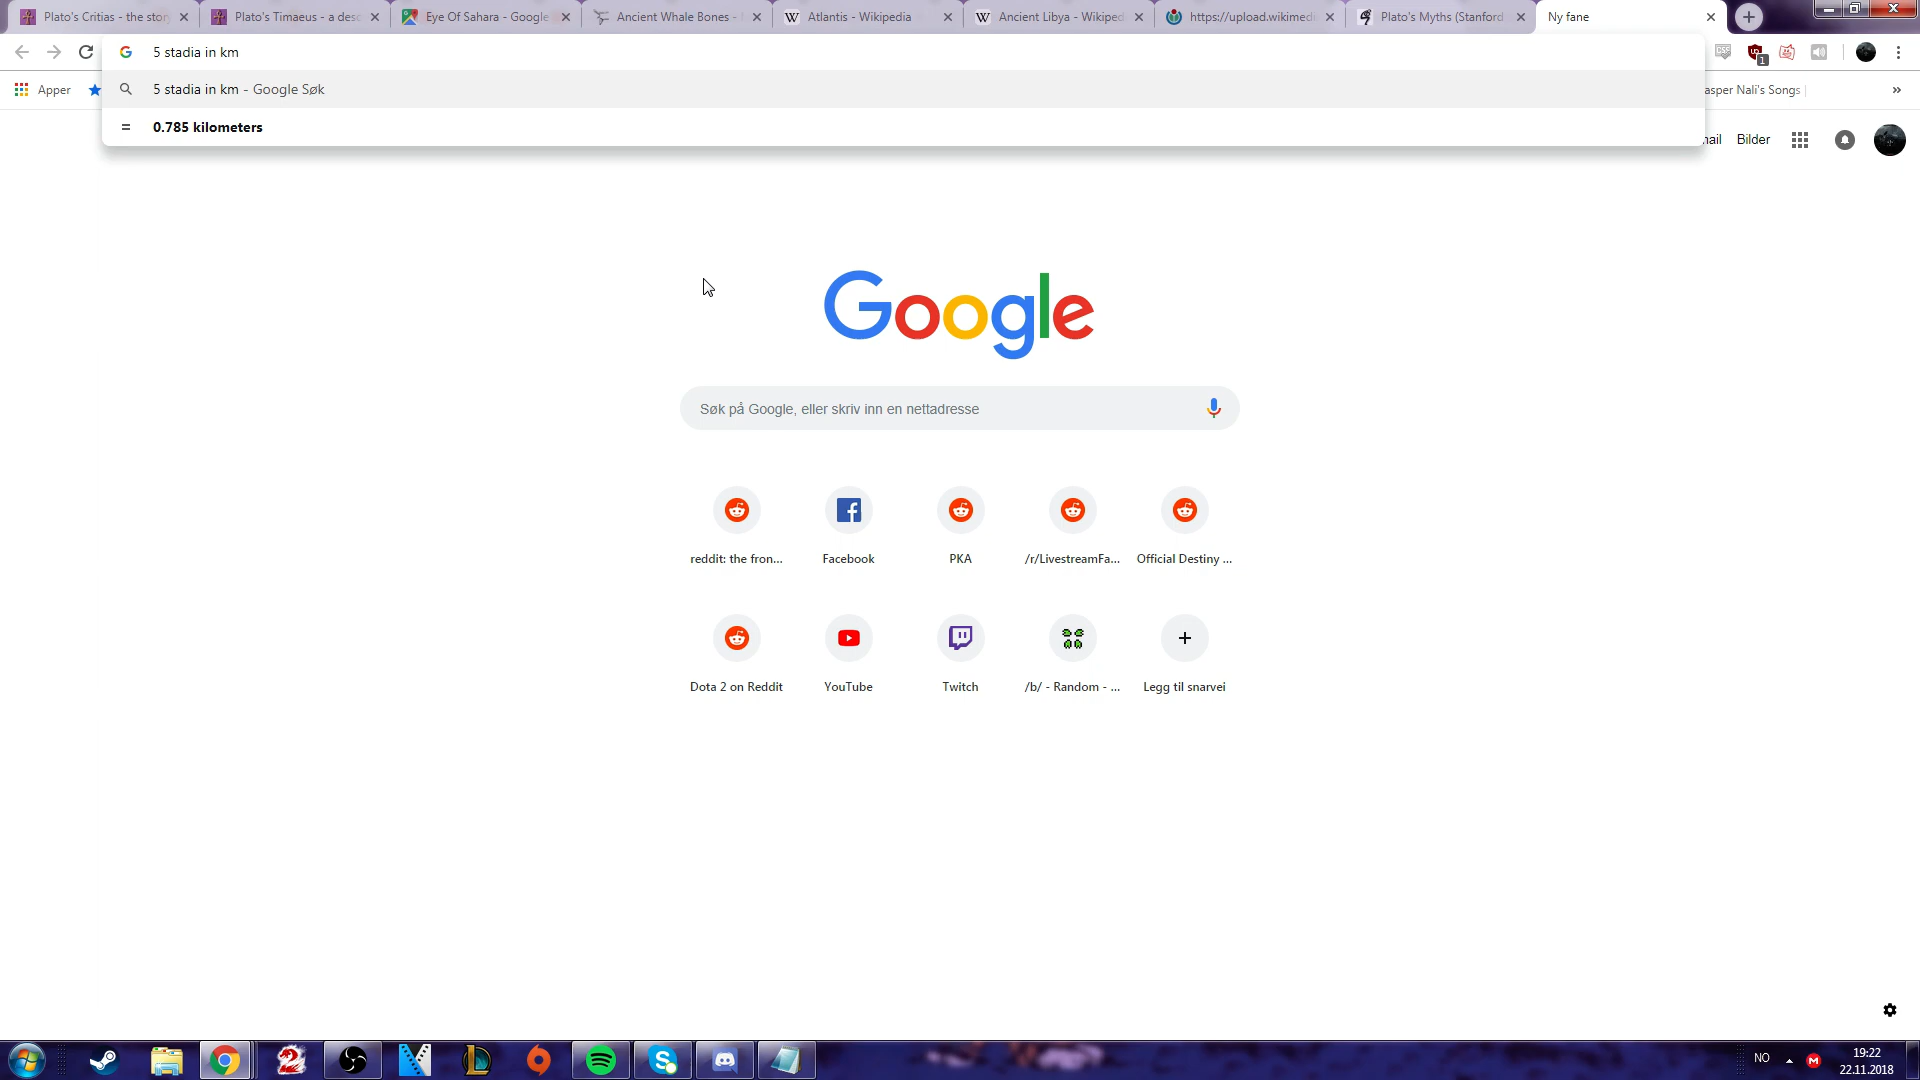 Plato's Critias - the story
Plato's Timaeus - a desc
Eye Of Sahara - Google
Ancient Whale Bones -
W Atlantis - Wikipedia
W Ancient Libya - Wikiped
https://upload.wikimedi
Plato's Myths (Stanford
Ny fane
5 stadia in km
5 stadia in km - Google Søk
= 0.785 kilometers
Apper
asper Nali's Songs
1
mail
Bilder
Google
Søk på Google, eller skriv inn en nettadresse
reddit: the fron...
Facebook
PKA
/r/LivestreamFa...
Official Destiny ...
Dota 2 on Reddit
YouTube
Twitch
/b/ - Random - ...
Legg til snarvei
NO
19:22
22.11.2018